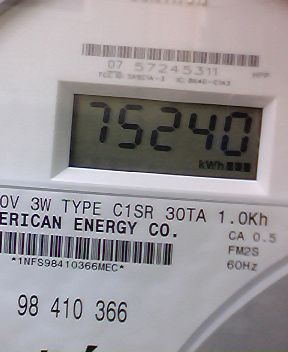 07 57245311
HPP
75240
kWh
0V 3W TYPE C1SR 30TA 1.0Kh
ERICAN ENERGY CO.
CA 0.5
FM2S
60Hz
*1NFS98410366MEC*
98 410 366